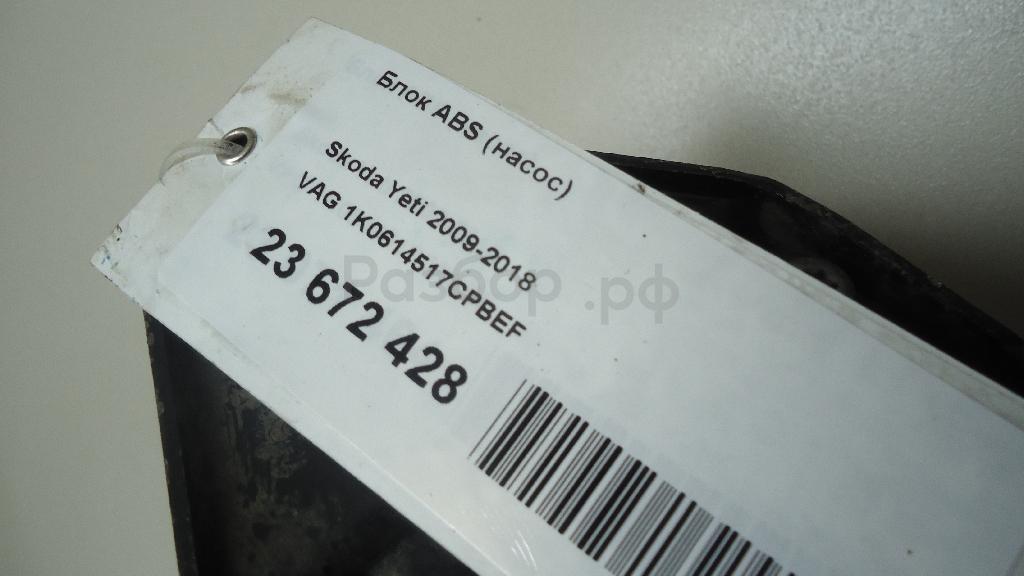 Блок ABS (насос)
Skoda Yeti 2009-2018
VAG 1K0614517CPBEF
23 672 428
Разбор.рф